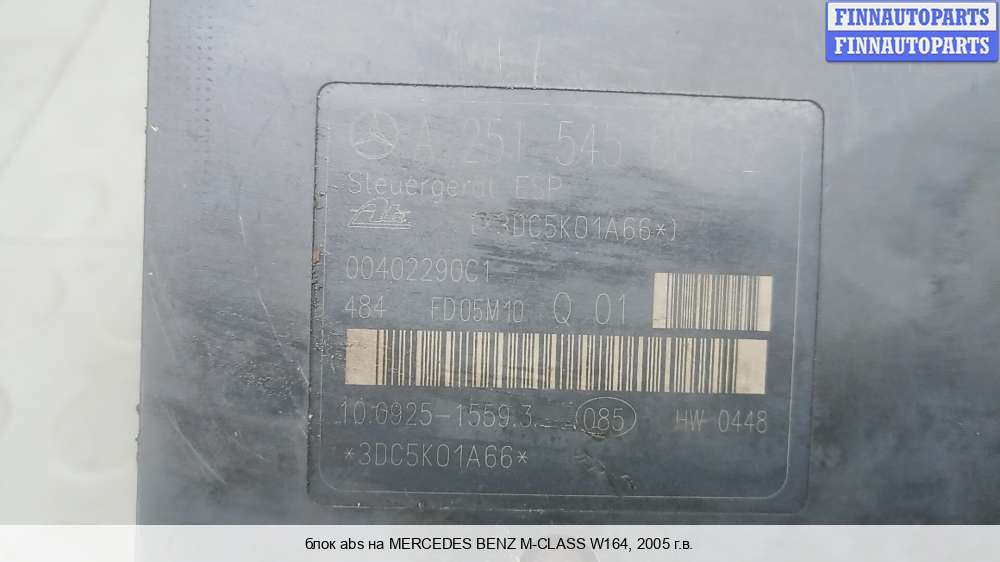 FINNAUTOPARTS
FINNAUTOPARTS
A 251 545
Steuergerät ESP
(*3DC5K01A66*)
00402290C1
484 FD05M10 Q 01
10.0925-1559.3 085 HW 0448
*3DC5K01A66*
блок abs на MERCEDES BENZ M-CLASS W164, 2005 г.в.